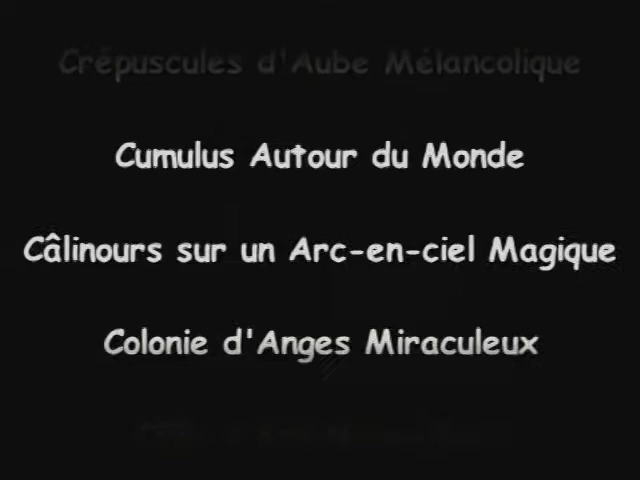 Crépuscules d'Aube Mélancolique
Cumulus Autour du Monde
Câlinours sur un Arc-en-ciel Magique
Colonie d'Anges Miraculeux